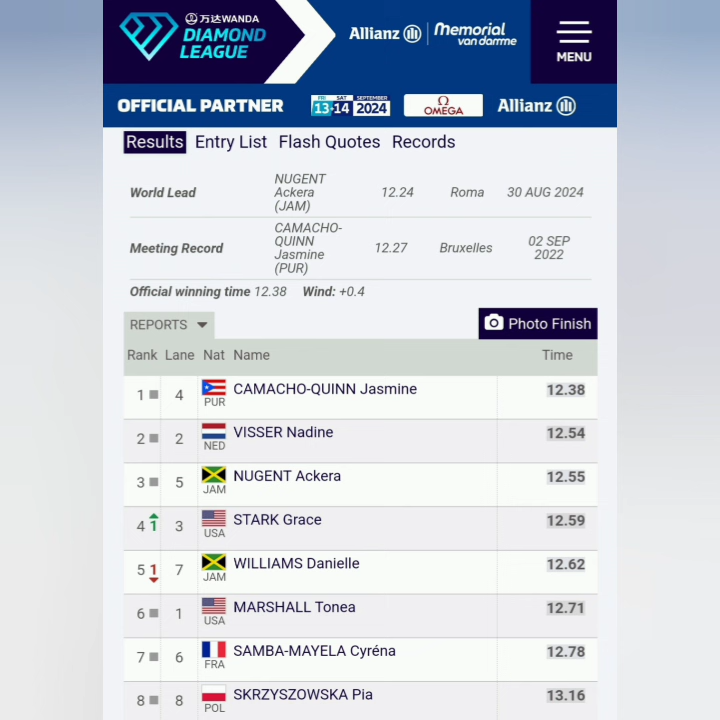 万达WANDA
DIAMOND
LEAGUE
Allianz
Memorial
van damme
MENU
OFFICIAL PARTNER
FRI SAT SEPTEMBER
13-14 2024
Ω
OMEGA
Allianz
Results Entry List Flash Quotes Records
World Lead NUGENT Ackera (JAM) 12.24 Roma 30 AUG 2024
Meeting Record CAMACHO-QUINN Jasmine (PUR) 12.27 Bruxelles 02 SEP 2022
Official winning time 12.38 Wind: +0.4
REPORTS
Photo Finish
Rank Lane Nat Name Time
1 4 PUR CAMACHO-QUINN Jasmine 12.38
2 2 NED VISSER Nadine 12.54
3 5 JAM NUGENT Ackera 12.55
4 1 3 USA STARK Grace 12.59
5 1 7 JAM WILLIAMS Danielle 12.62
6 1 USA MARSHALL Tonea 12.71
7 6 FRA SAMBA-MAYELA Cyréna 12.78
8 8 POL SKRZYSZOWSKA Pia 13.16